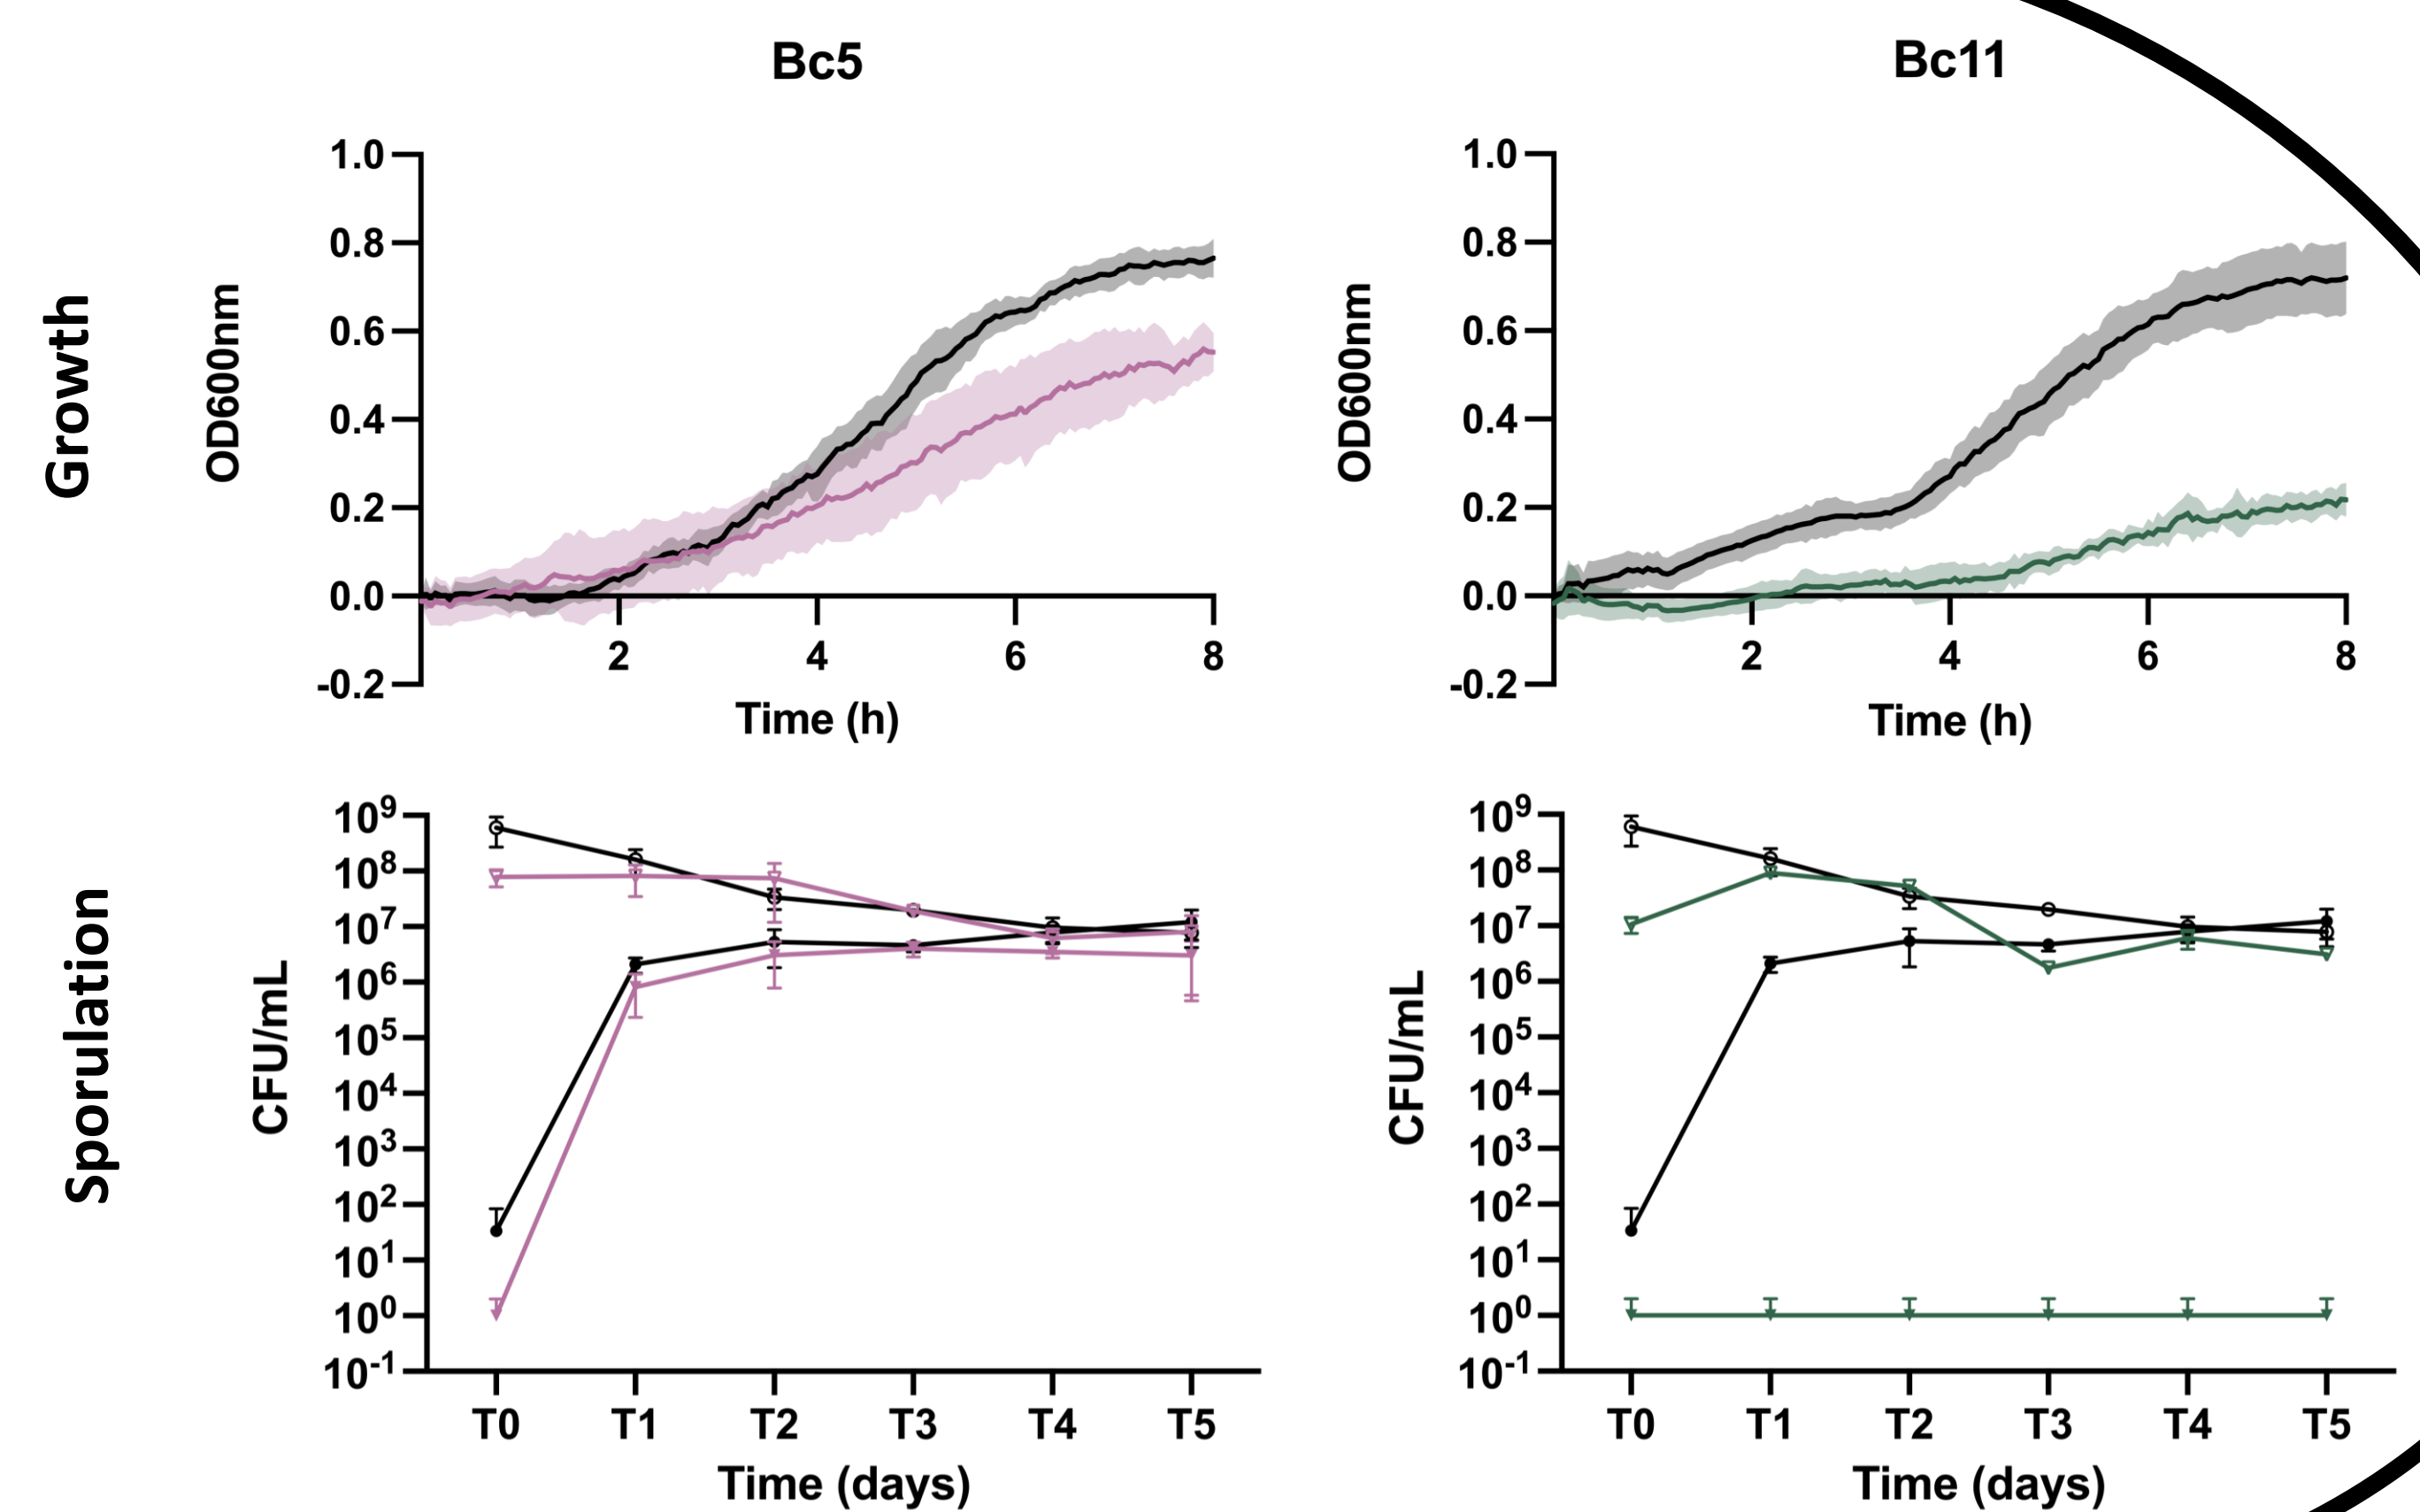 Bc5
Bc11
Growth
OD600nm
1.0
0.8
0.6
0.4
0.2
0.0
-0.2
2
4
6
8
Time (h)
OD600nm
1.0
0.8
0.6
0.4
0.2
0.0
-0.2
2
4
6
8
Time (h)
Sporulation
CFU/mL
10⁹
10⁸
10⁷
10⁶
10⁵
10⁴
10³
10²
10¹
10⁰
10⁻¹
T0
T1
T2
T3
T4
T5
Time (days)
CFU/mL
10⁹
10⁸
10⁷
10⁶
10⁵
10⁴
10³
10²
10¹
10⁰
10⁻¹
T0
T1
T2
T3
T4
T5
Time (days)